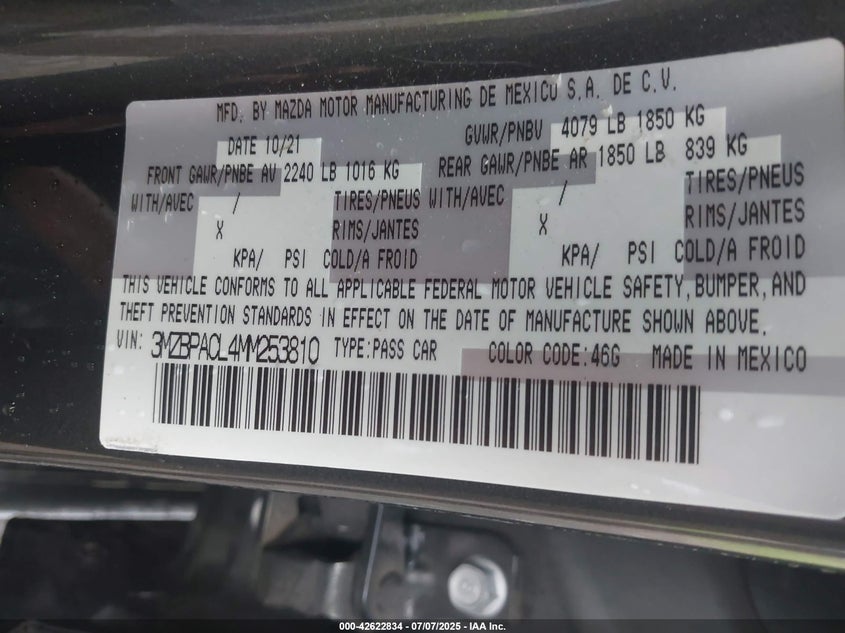 MFD. BY MAZDA MOTOR MANUFACTURING DE MEXICO S.A. DE C.V.
DATE 10/21 GVWR/PNBV 4079 LB 1850 KG
FRONT GAWR/PNBE AV 2240 LB 1016 KG REAR GAWR/PNBE AR 1850 LB 839 KG
WITH/AVEC / TIRES/PNEUS WITH/AVEC / TIRES/PNEUS
X RIMS/JANTES X RIMS/JANTES
KPA/ PSI COLD/A FROID KPA/ PSI COLD/A FROID
THIS VEHICLE CONFORMS TO ALL APPLICABLE FEDERAL MOTOR VEHICLE SAFETY, BUMPER, AND
THEFT PREVENTION STANDARDS IN EFFECT ON THE DATE OF MANUFACTURE SHOWN ABOVE.
VIN: 3MZBPACL4MM253810 TYPE:PASS CAR COLOR CODE:46G MADE IN MEXICO
000-42622834 - 07/07/2025 - IAA Inc.